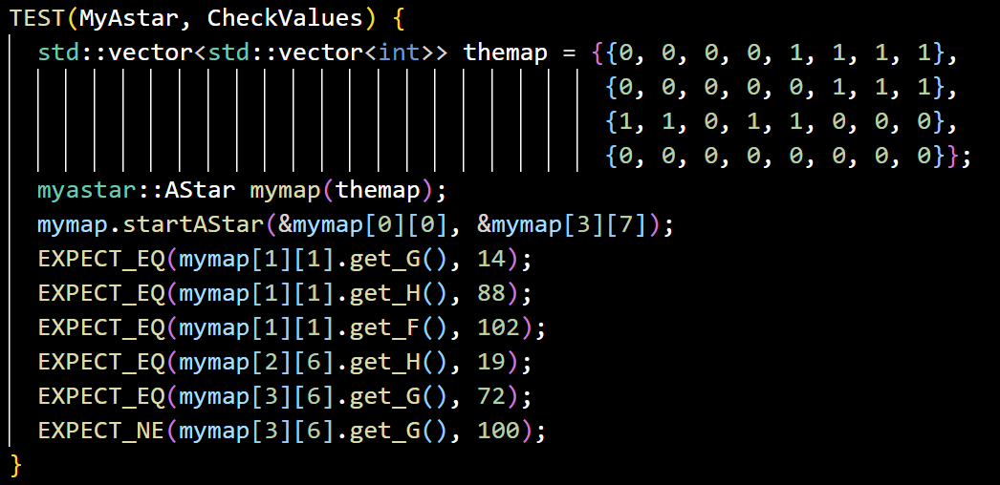 TEST(MyAstar, CheckValues) {
  std::vector<std::vector<int>> themap = {{0, 0, 0, 0, 1, 1, 1, 1},
                                          {0, 0, 0, 0, 0, 1, 1, 1},
                                          {1, 1, 0, 1, 1, 0, 0, 0},
                                          {0, 0, 0, 0, 0, 0, 0, 0}};
  myastar::AStar mymap(themap);
  mymap.startAStar(&mymap[0][0], &mymap[3][7]);
  EXPECT_EQ(mymap[1][1].get_G(), 14);
  EXPECT_EQ(mymap[1][1].get_H(), 88);
  EXPECT_EQ(mymap[1][1].get_F(), 102);
  EXPECT_EQ(mymap[2][6].get_H(), 19);
  EXPECT_EQ(mymap[3][6].get_G(), 72);
  EXPECT_NE(mymap[3][6].get_G(), 100);
}